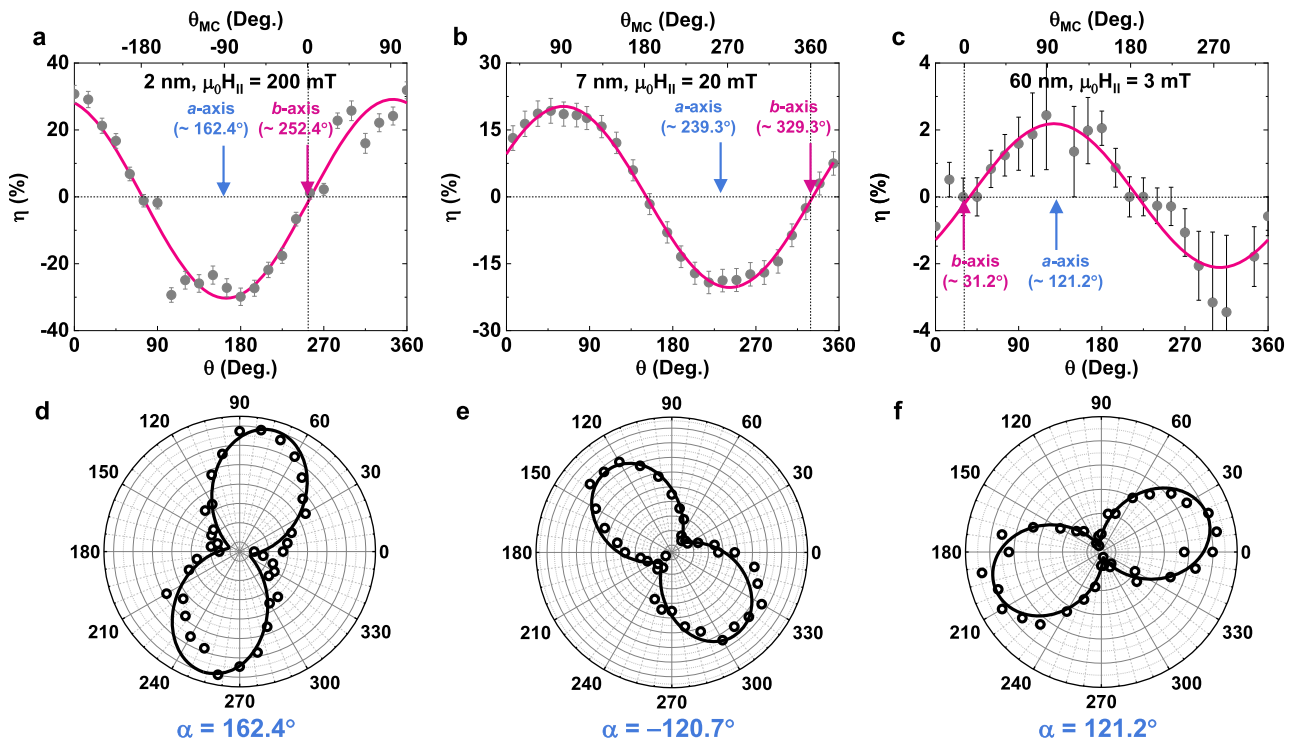 θMC (Deg.)
θMC (Deg.)
θMC (Deg.)
a
-180 -90 0 90
b
90 180 270 360
c
0 90 180 270
40
20
0
-20
-40
η (%)
2 nm, μ0HII = 200 mT
a-axis
(~ 162.4°)
b-axis
(~ 252.4°)
0 90 180 270 360
θ (Deg.)
30
15
0
-15
-30
η (%)
7 nm, μ0HII = 20 mT
a-axis
(~ 239.3°)
b-axis
(~ 329.3°)
0 90 180 270 360
θ (Deg.)
4
2
0
-2
-4
η (%)
60 nm, μ0HII = 3 mT
b-axis
(~ 31.2°)
a-axis
(~ 121.2°)
0 90 180 270 360
θ (Deg.)
d
90
120 60
150 30
180 0
210 330
240 300
270
α = 162.4°
e
90
120 60
150 30
180 0
210 330
240 300
270
α = −120.7°
f
90
120 60
150 30
180 0
210 330
240 300
270
α = 121.2°